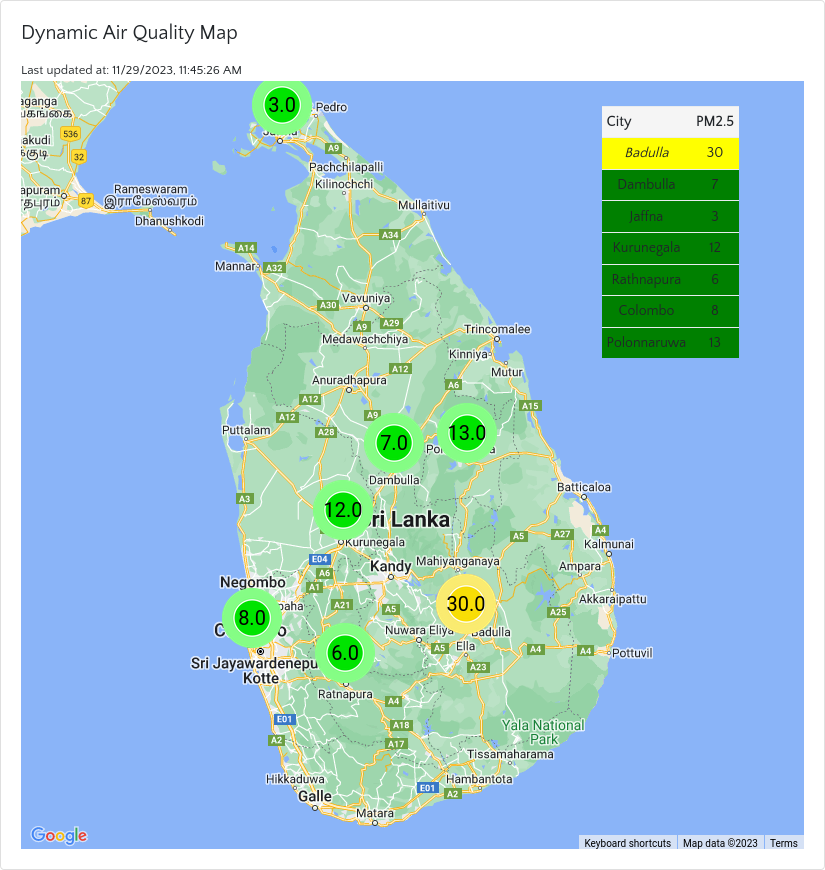 Dynamic Air Quality Map
Last updated at: 11/29/2023, 11:45:26 AM
City PM2.5
Badulla 30
Dambulla 7
Jaffna 3
Kurunegala 12
Rathnapura 6
Colombo 8
Polonnaruwa 13
3.0
Pedro
A9
Pachchilapalli
Kilinochchi
536
32
87
Rameswaram
இராமேஸ்வரம்
Dhanushkodi
Mullaitivu
A34
A14
Mannar
A32
A30
Vavuniya
A9
A29
Medawachchiya
Trincomalee
Kinniya
Mutur
A12
Anuradhapura
A6
A12
A12
A9
A15
Puttalam
A28
7.0
13.0
Dambulla
Batticaloa
A3
12.0
ri Lanka
A5
A27
A4
Kurunegala
Kalmunai
E04
Kandy
Mahiyanganaya
Ampara
A6
Negombo
A1
Akkaraipattu
A21
A5
30.0
A25
8.0
Nuwara Eliya
Badulla
6.0
A5
Ella
A4
A4
Pottuvil
Sri Jayawardenepu
Kotte
A23
Ratnapura
A4
E01
A18
Yala National
Park
A2
A17
Tissamaharama
Hikkaduwa
Hambantota
Galle
E01
A2
Matara
Google
Keyboard shortcuts
Map data ©2023
Terms